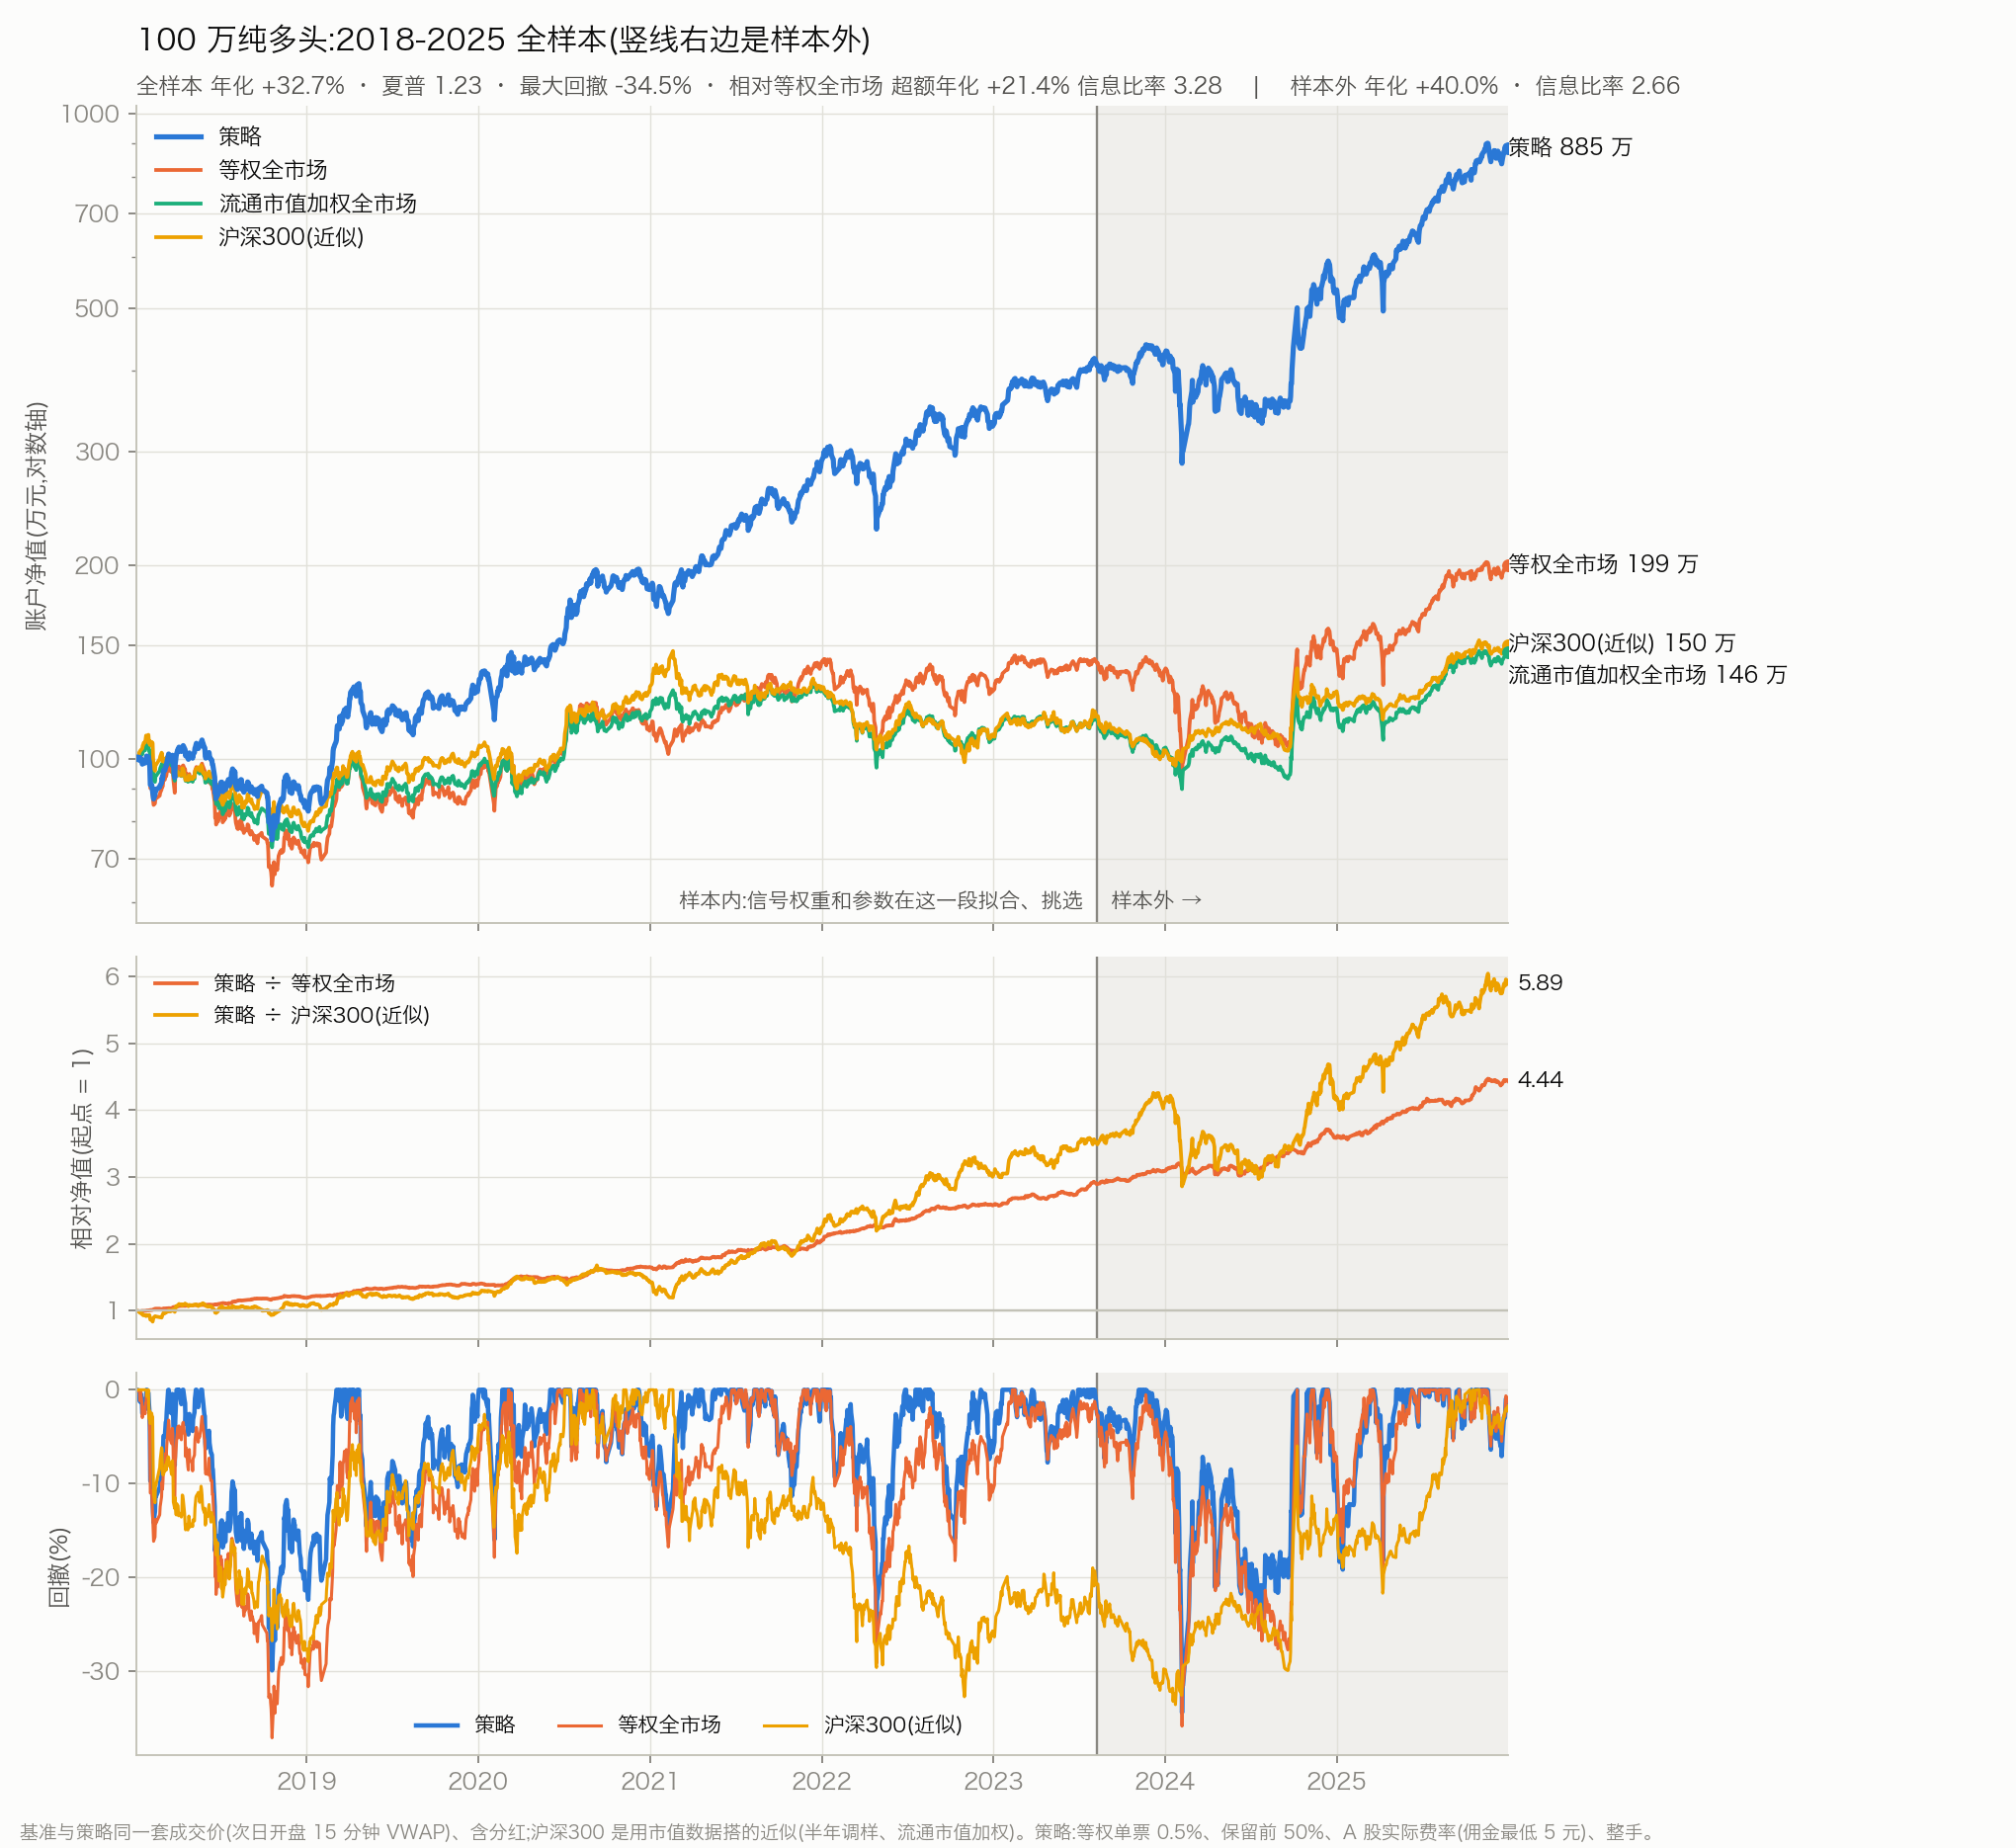 100 万纯多头:2018-2025 全样本(竖线右边是样本外)
全样本 年化 +32.7% · 夏普 1.23 · 最大回撤 -34.5% · 相对等权全市场 超额年化 +21.4% 信息比率 3.28 | 样本外 年化 +40.0% · 信息比率 2.66
账户净值(万元,对数轴)
1000
700
500
300
200
150
100
70
策略
等权全市场
流通市值加权全市场
沪深300(近似)
策略 885 万
等权全市场 199 万
沪深300(近似) 150 万
流通市值加权全市场 146 万
样本内:信号权重和参数在这一段拟合、挑选
样本外 →
相对净值(起点 = 1)
6
5
4
3
2
1
策略 ÷ 等权全市场
策略 ÷ 沪深300(近似)
5.89
4.44
回撤(%)
0
-10
-20
-30
策略
等权全市场
沪深300(近似)
2019
2020
2021
2022
2023
2024
2025
基准与策略同一套成交价(次日开盘 15 分钟 VWAP)、含分红;沪深300 是用市值数据搭的近似(半年调样、流通市值加权)。策略:等权单票 0.5%、保留前 50%、A 股实际费率(佣金最低 5 元)、整手。